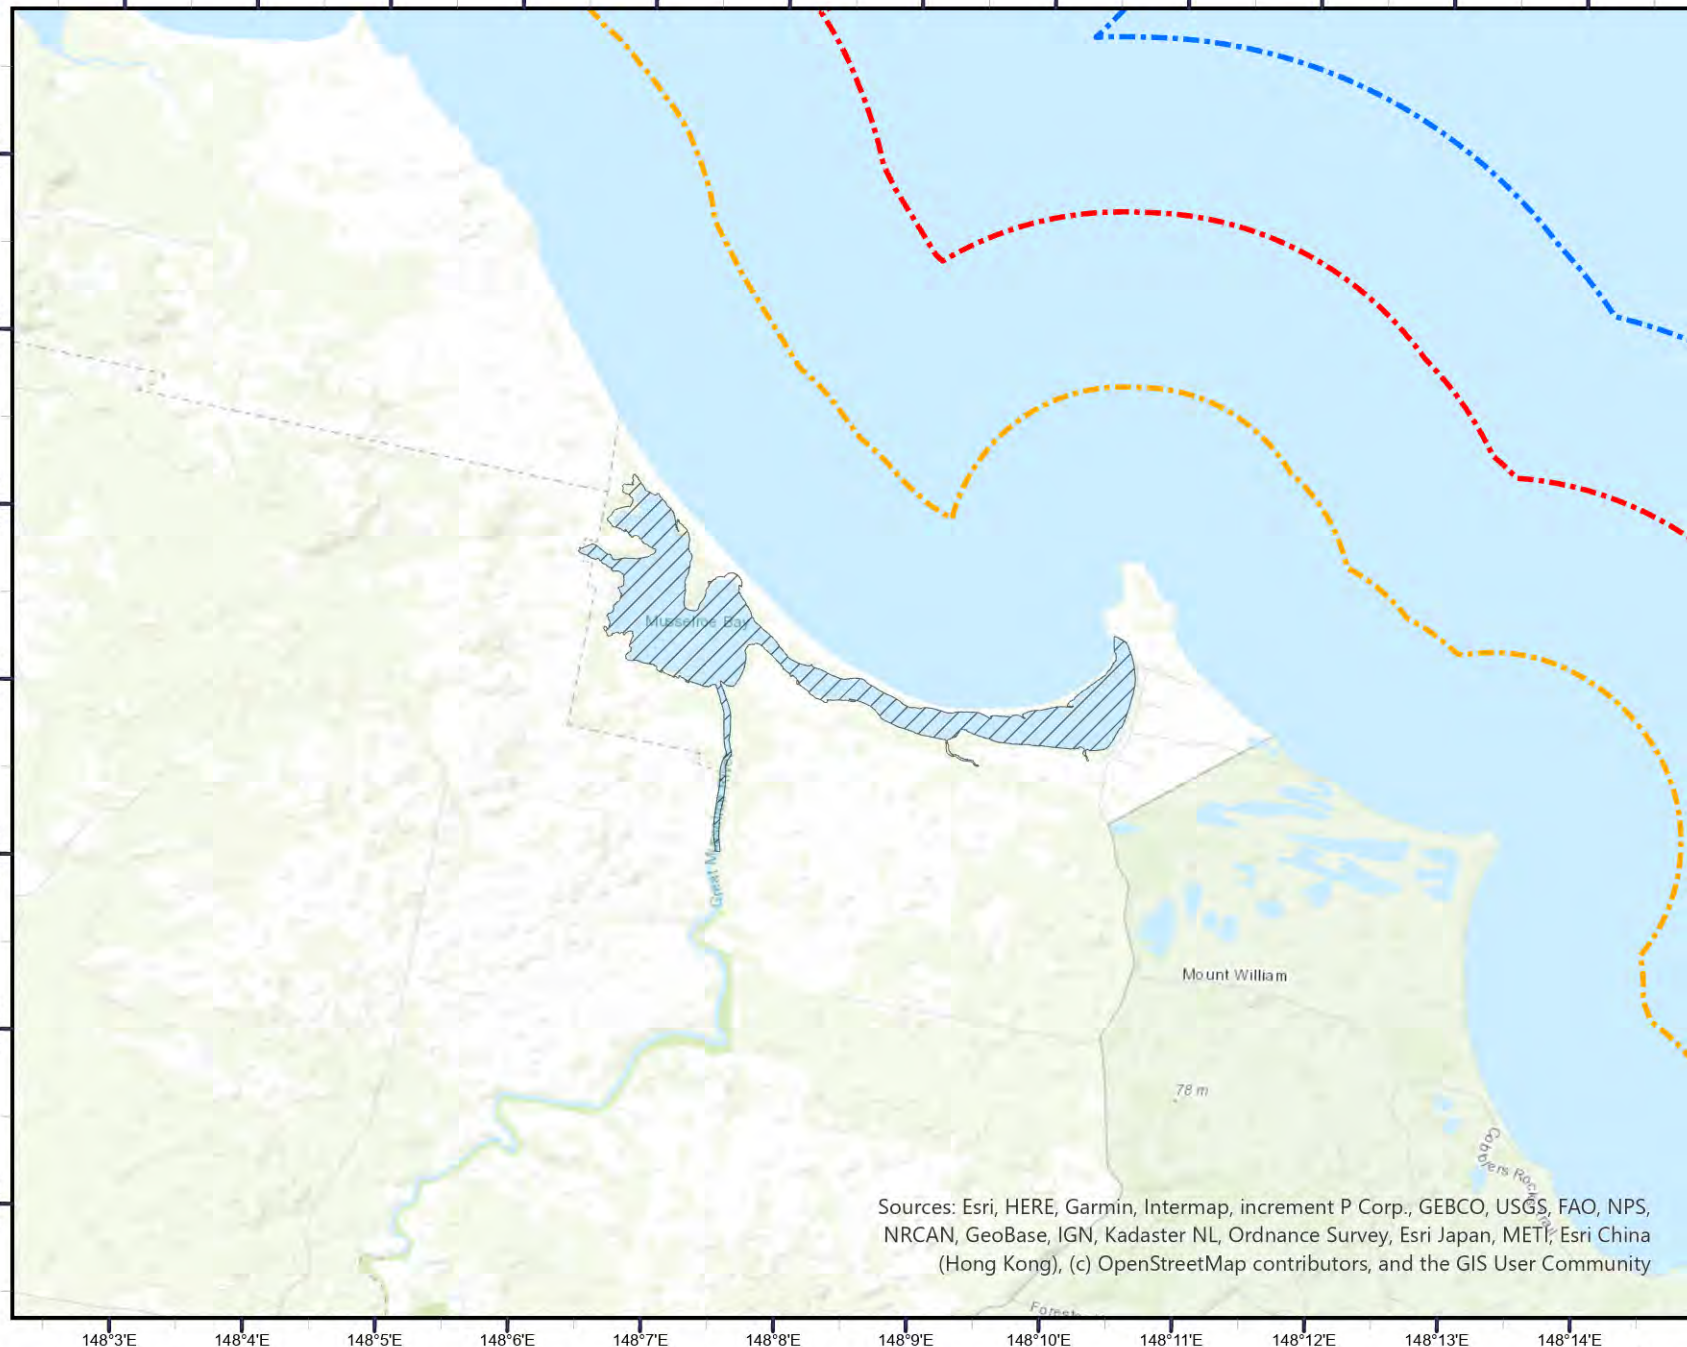 Musselroe Bay
Great M
Mount William
78 m
Cobblers Rock
Sources: Esri, HERE, Garmin, Intermap, increment P Corp., GEBCO, USGS, FAO, NPS,
NRCAN, GeoBase, IGN, Kadaster NL, Ordnance Survey, Esri Japan, METI, Esri China
(Hong Kong), (c) OpenStreetMap contributors, and the GIS User Community
148°3'E 148°4'E 148°5'E 148°6'E 148°7'E 148°8'E 148°9'E 148°10'E 148°11'E 148°12'E 148°13'E 148°14'E